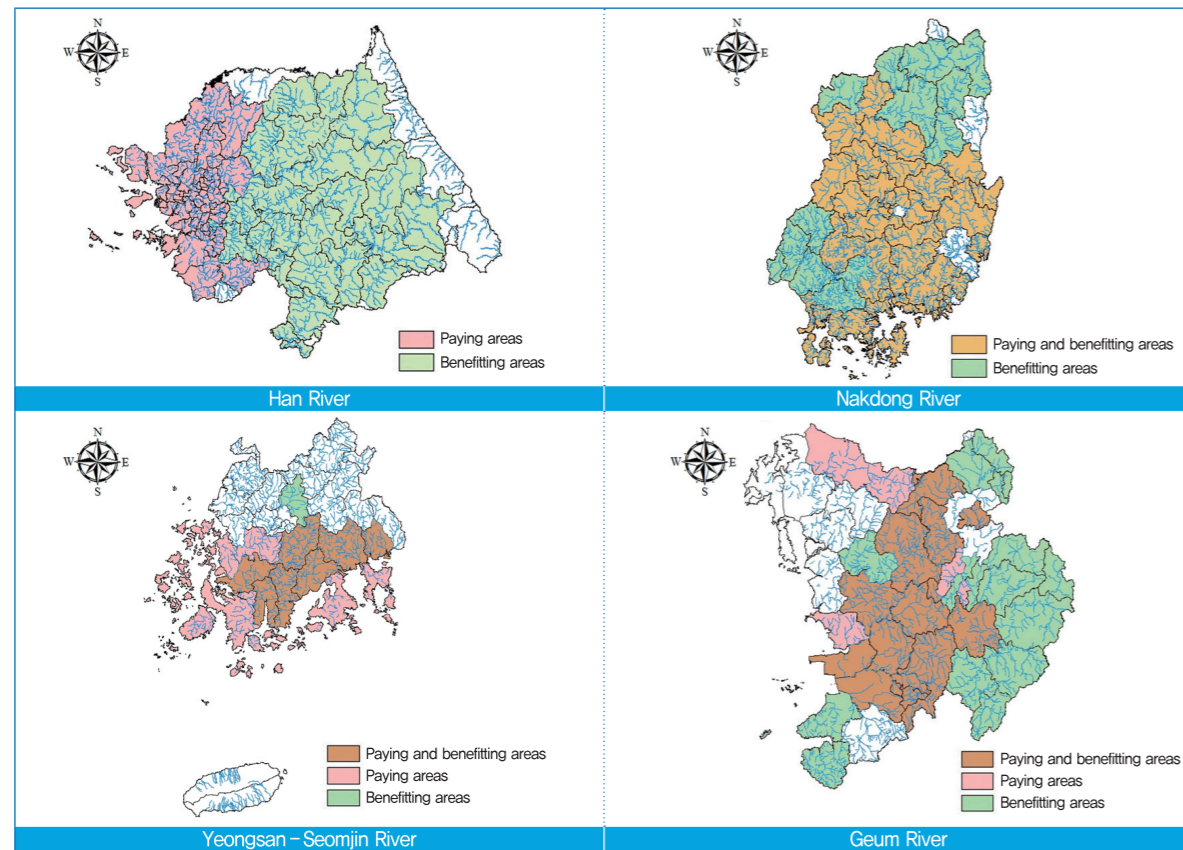 N
W E
S
Paying areas
Benefitting areas
Han River
N
W E
S
Paying and benefitting areas
Benefitting areas
Nakdong River
N
W E
S
Paying and benefitting areas
Paying areas
Benefitting areas
Yeongsan-Seomjin River
N
W E
S
Paying and benefitting areas
Paying areas
Benefitting areas
Geum River